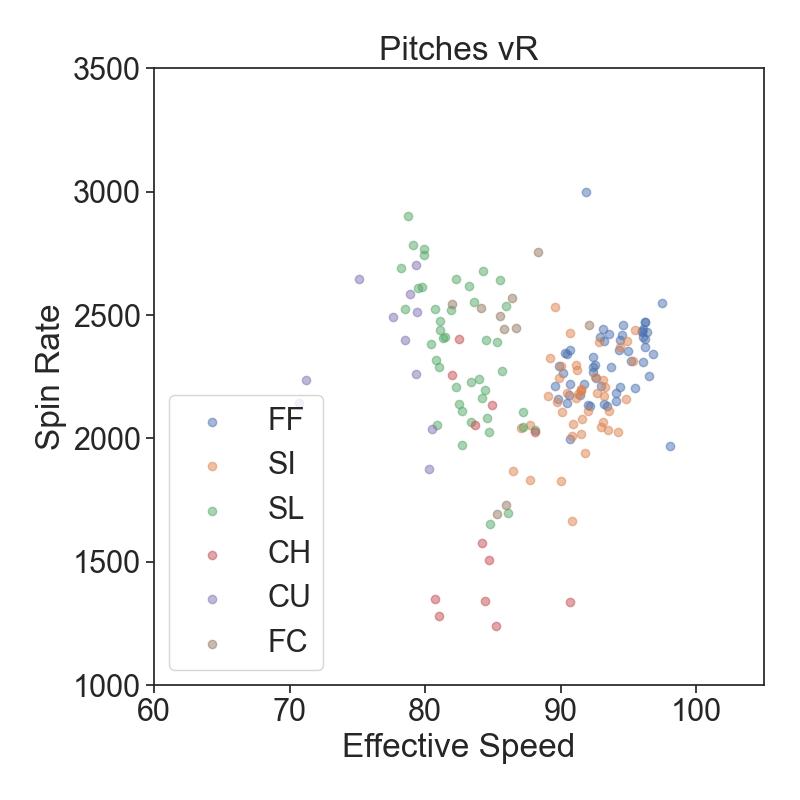 Pitches vR
Spin Rate
3500
3000
2500
2000
1500
1000
FF
SI
SL
CH
CU
FC
60 70 80 90 100
Effective Speed